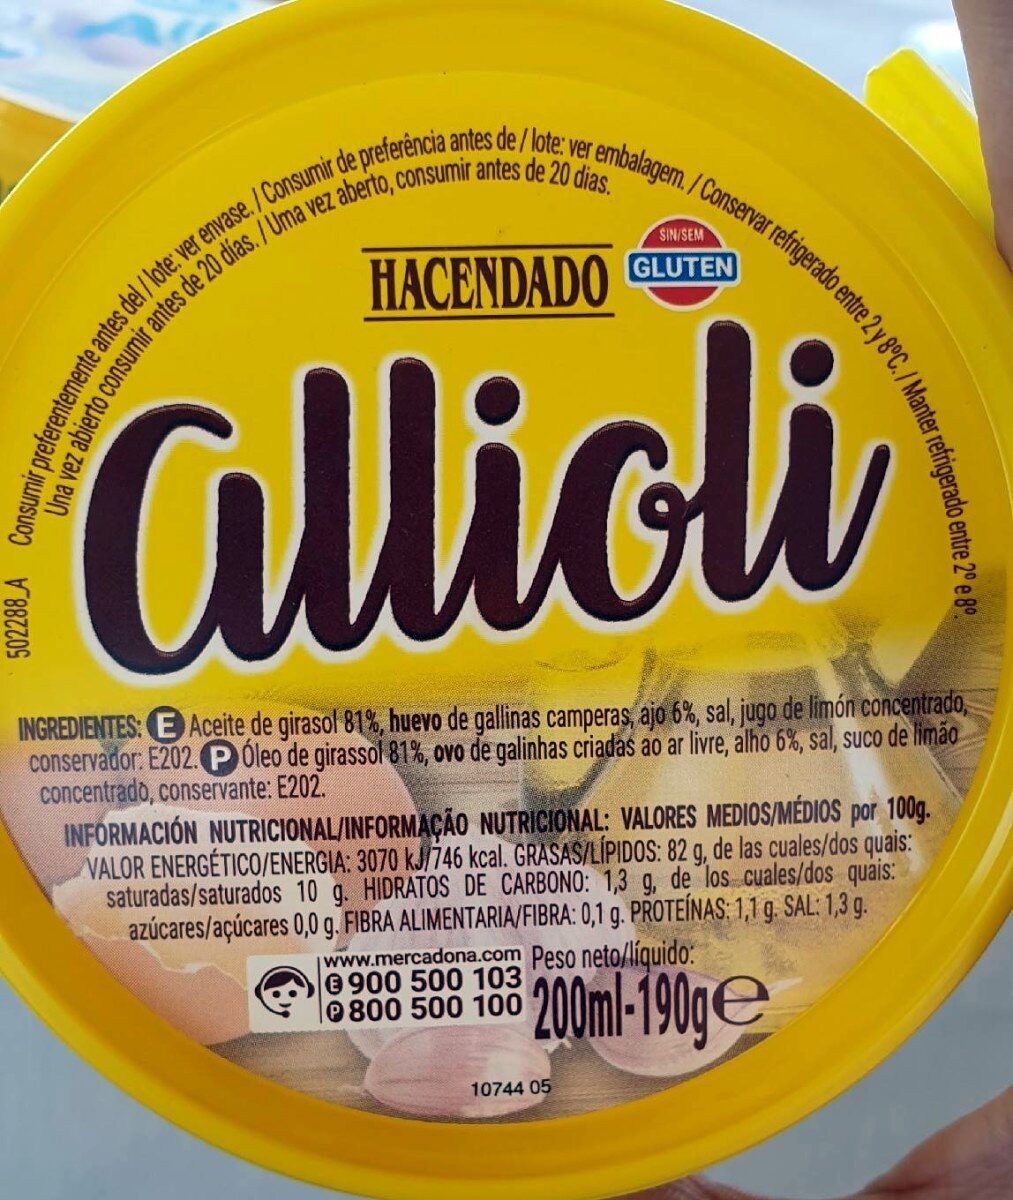 Consumir preferentemente antes del / lote: ver envase. / Consumir de preferência antes de / lote: ver embalagem. / Conservar refrigerado entre 2 y 8ºC. / Manter refrigerado entre 2º e 8º.
Una vez abierto consumir antes de 20 días. / Uma vez aberto, consumir antes de 20 dias.
502288_A
HACENDADO
SIN/SEM
GLUTEN
allioli
INGREDIENTES: E Aceite de girasol 81%, huevo de gallinas camperas, ajo 6%, sal, jugo de limón concentrado,
conservador: E202. P Óleo de girassol 81%, ovo de galinhas criadas ao ar livre, alho 6%, sal, suco de limão
concentrado, conservante: E202.
INFORMACIÓN NUTRICIONAL/INFORMAÇÃO NUTRICIONAL: VALORES MEDIOS/MÉDIOS por 100g.
VALOR ENERGÉTICO/ENERGIA: 3070 kJ/746 kcal. GRASAS/LÍPIDOS: 82 g, de las cuales/dos quais:
saturadas/saturados 10 g. HIDRATOS DE CARBONO: 1,3 g, de los cuales/dos quais:
azúcares/açúcares 0,0 g. FIBRA ALIMENTARIA/FIBRA: 0,1 g. PROTEÍNAS: 1,1 g. SAL: 1,3 g.
www.mercadona.com
E 900 500 103
P 800 500 100
Peso neto/líquido:
200ml-190g e
10744 05